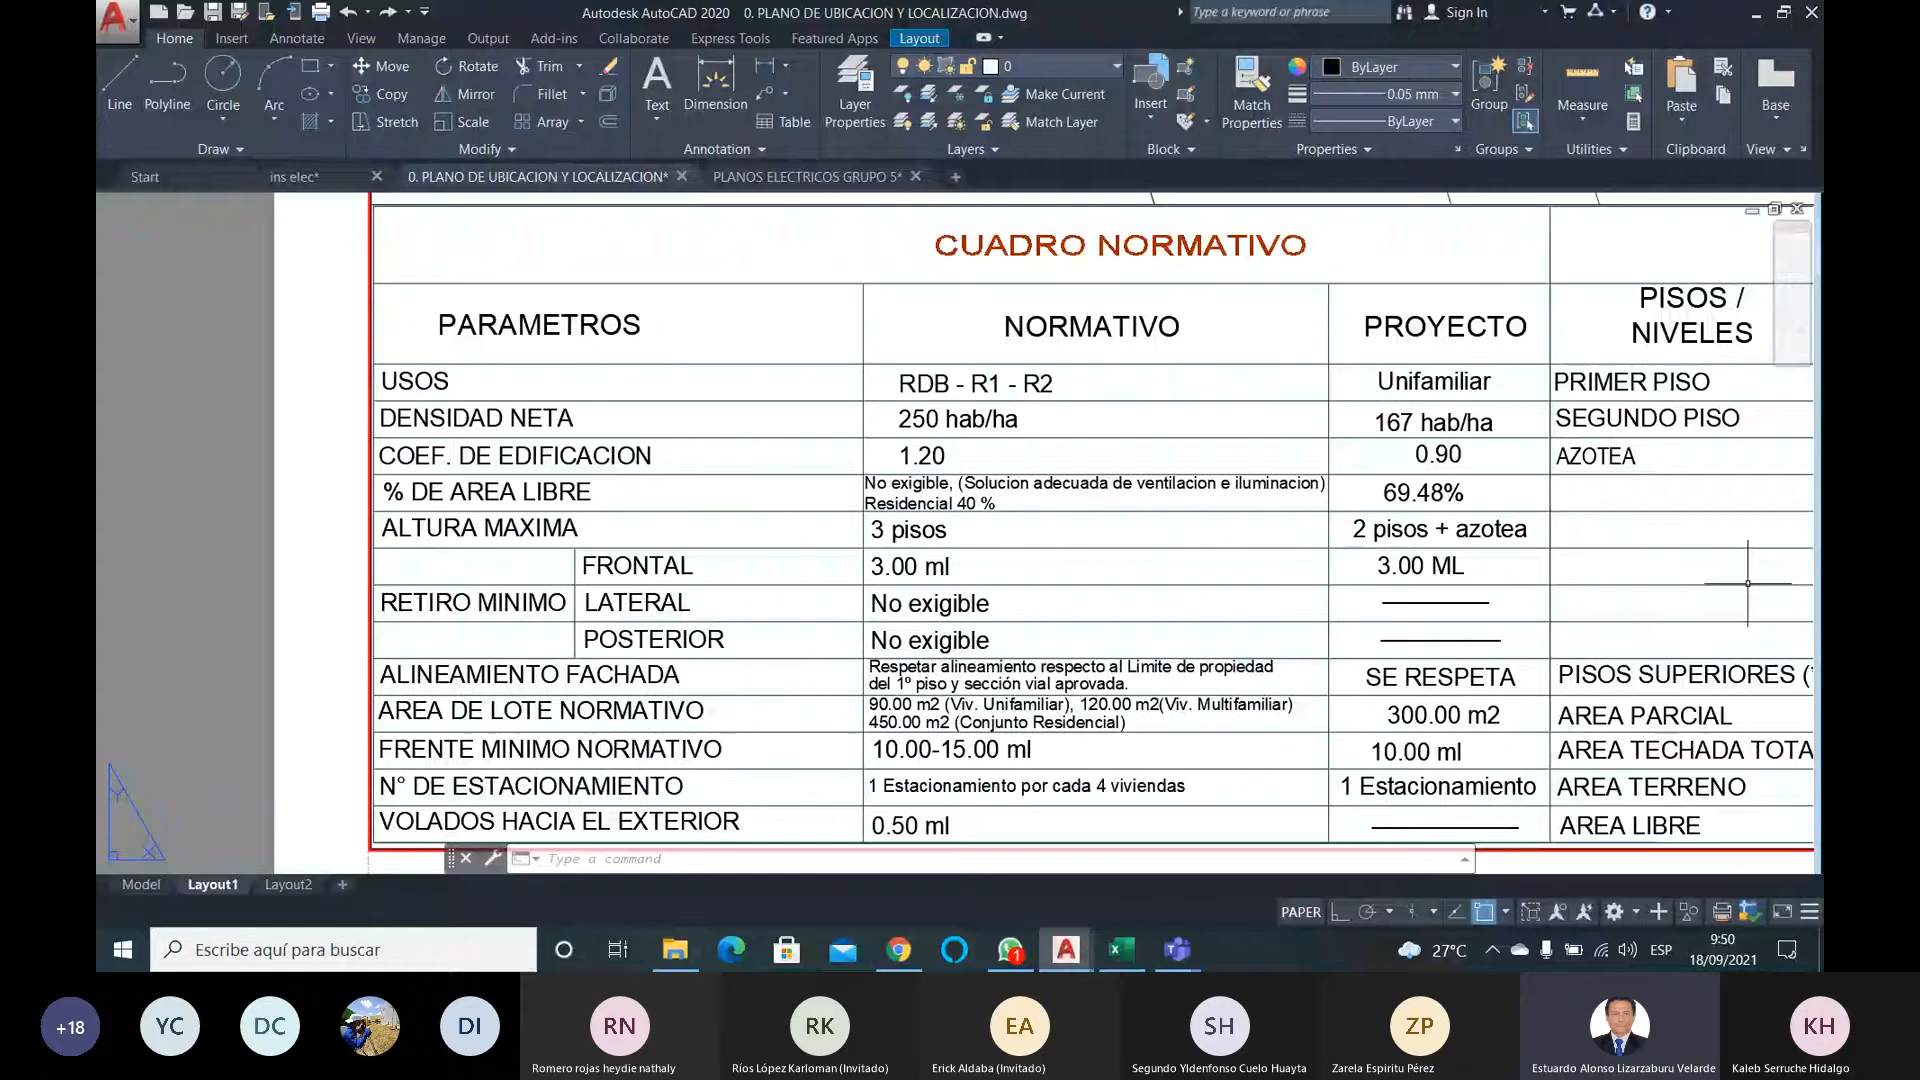 Autodesk AutoCAD 2020 0. PLANO DE UBICACION Y LOCALIZACION.dwg
Type a keyword or phrase
Sign In
Home Insert Annotate View Manage Output Add-ins Collaborate Express Tools Featured Apps Layout
Line Polyline Circle Arc
Move Rotate Trim
Copy Mirror Fillet
Stretch Scale Array
Text Dimension Table
Layer Properties
0
Make Current
Match Layer
Insert
Match Properties
ByLayer
0.05 mm
ByLayer
Group Measure Paste Base
Draw Modify Annotation Layers Block Properties Groups Utilities Clipboard View
Start ins elec* 0. PLANO DE UBICACION Y LOCALIZACION* PLANOS ELECTRICOS GRUPO 5*
CUADRO NORMATIVO
PARAMETROS NORMATIVO PROYECTO PISOS /
NIVELES
USOS RDB - R1 - R2 Unifamiliar PRIMER PISO
DENSIDAD NETA 250 hab/ha 167 hab/ha SEGUNDO PISO
COEF. DE EDIFICACION 1.20 0.90 AZOTEA
% DE AREA LIBRE No exigible, (Solucion adecuada de ventilacion e iluminacion) 69.48%
Residencial 40 %
ALTURA MAXIMA 3 pisos 2 pisos + azotea
FRONTAL 3.00 ml 3.00 ML
RETIRO MINIMO LATERAL No exigible
POSTERIOR No exigible
ALINEAMIENTO FACHADA Respetar alineamiento respecto al Limite de propiedad SE RESPETA PISOS SUPERIORES (*
del 1º piso y sección vial aprovada.
AREA DE LOTE NORMATIVO 90.00 m2 (Viv. Unifamiliar), 120.00 m2(Viv. Multifamiliar) 300.00 m2 AREA PARCIAL
450.00 m2 (Conjunto Residencial)
FRENTE MINIMO NORMATIVO 10.00-15.00 ml 10.00 ml AREA TECHADA TOTA
N° DE ESTACIONAMIENTO 1 Estacionamiento por cada 4 viviendas 1 Estacionamiento AREA TERRENO
VOLADOS HACIA EL EXTERIOR 0.50 ml AREA LIBRE
Type a command
Model Layout1 Layout2
PAPER
Escribe aquí para buscar
1
27°C
ESP
9:50
18/09/2021
+18 YC DC DI RN RK EA SH ZP KH
Romero rojas heydie nathaly Ríos López Karloman (Invitado) Erick Aldaba (Invitado) Segundo Yldenfonso Cuelo Huayta Zarela Espiritu Pérez Estuardo Alonso Lizarzaburu Velarde Kaleb Serruche Hidalgo